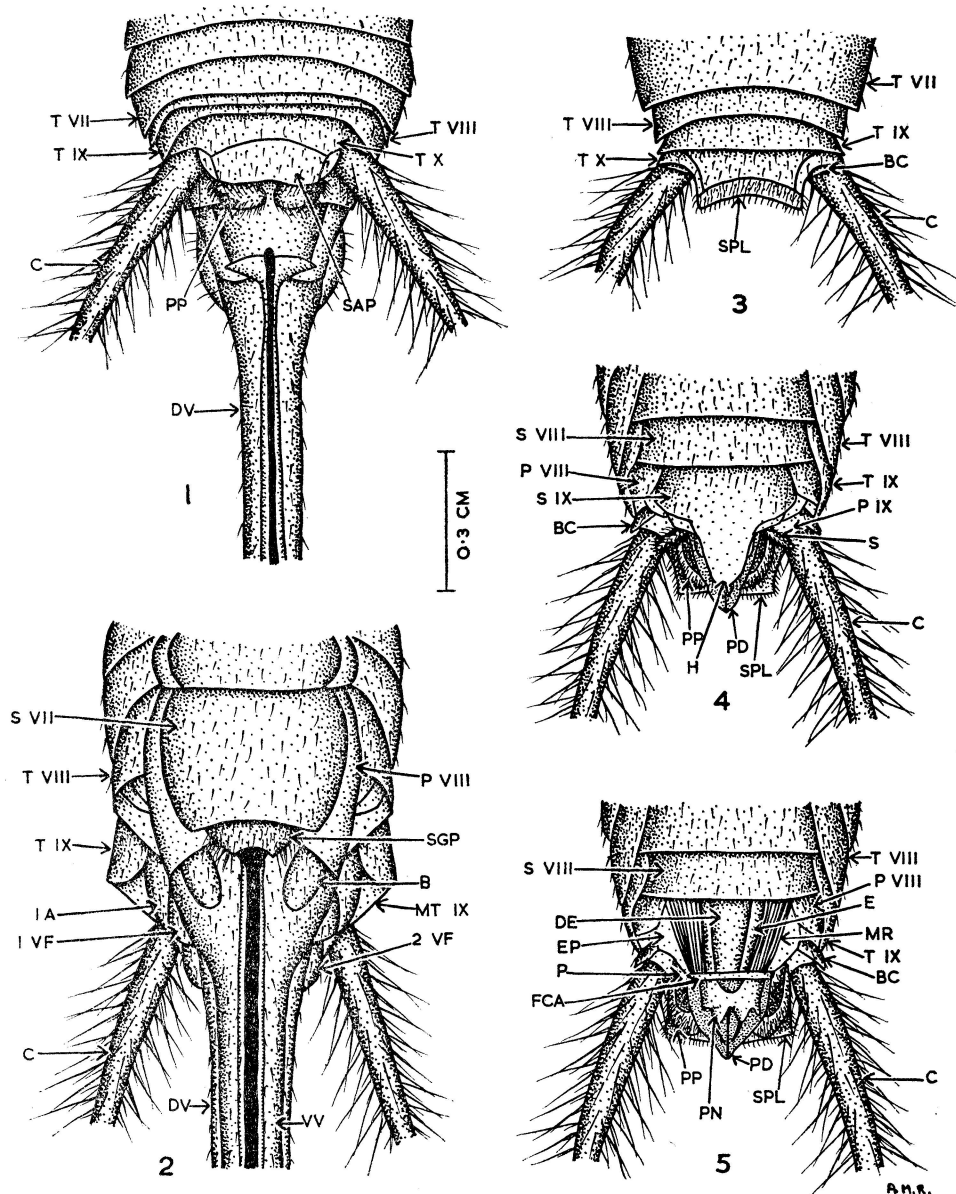 T VII
T VIII
T IX
T X
C
PP
SAP
DV
1
0·3 CM
T VII
T VIII
T IX
T X
BC
C
SPL
3
S VIII
T VIII
P VIII
T IX
S IX
P IX
BC
S
PP
PD
C
H
SPL
4
S VII
T VIII
P VIII
SGP
T IX
B
1A
MT IX
1 VF
2 VF
C
DV
VV
2
S VIII
T VIII
P VIII
E
DE
MR
EP
T IX
P
BC
FCA
PP
PD
SPL
C
PN
5
A.M.R.